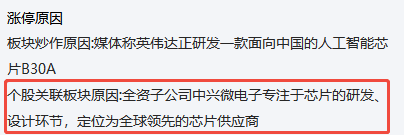 涨停原因
板块炒作原因:媒体称英伟达正研发一款面向中国的人工智能芯
片B30A
个股关联板块原因:全资子公司中兴微电子专注于芯片的研发、
设计环节，定位为全球领先的芯片供应商